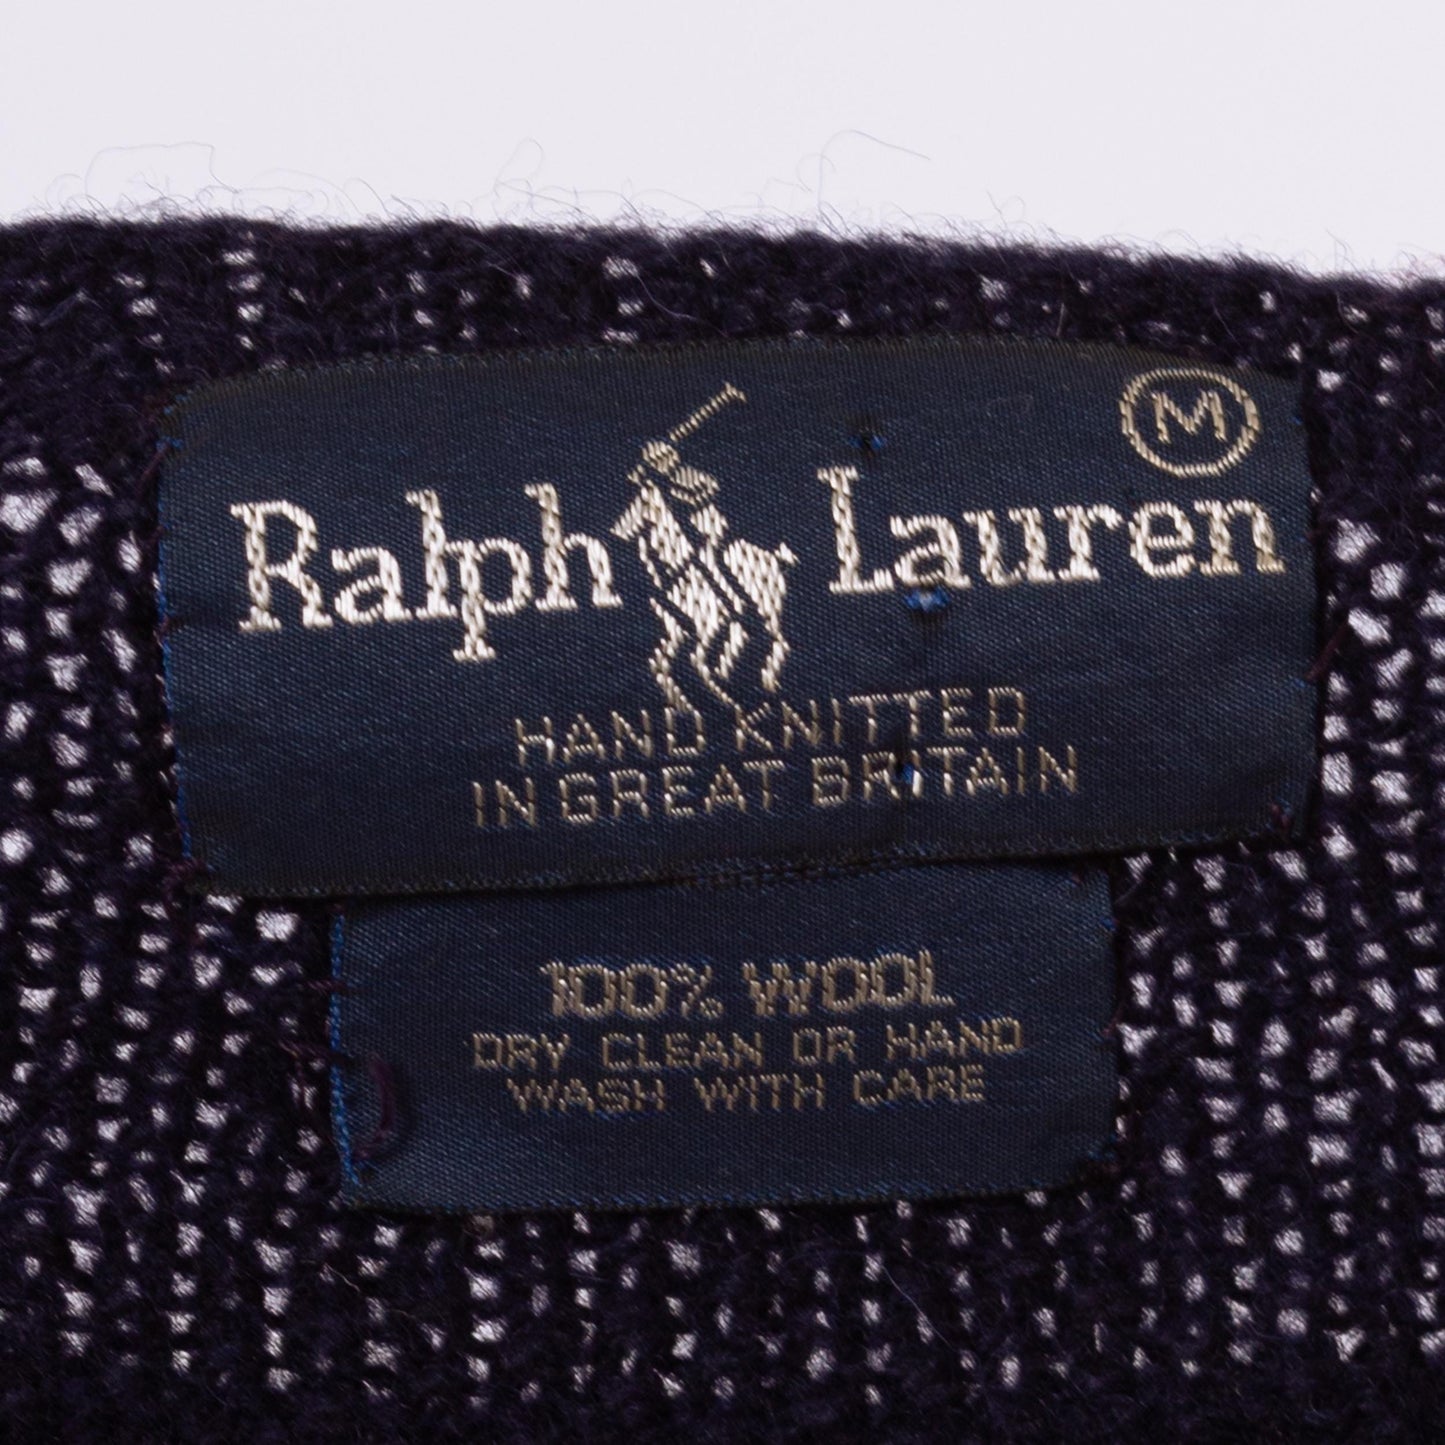 M
Ralph Lauren
HAND KNITTED
IN GREAT BRITAIN
100% WOOL
DRY CLEAN OR HAND
WASH WITH CARE